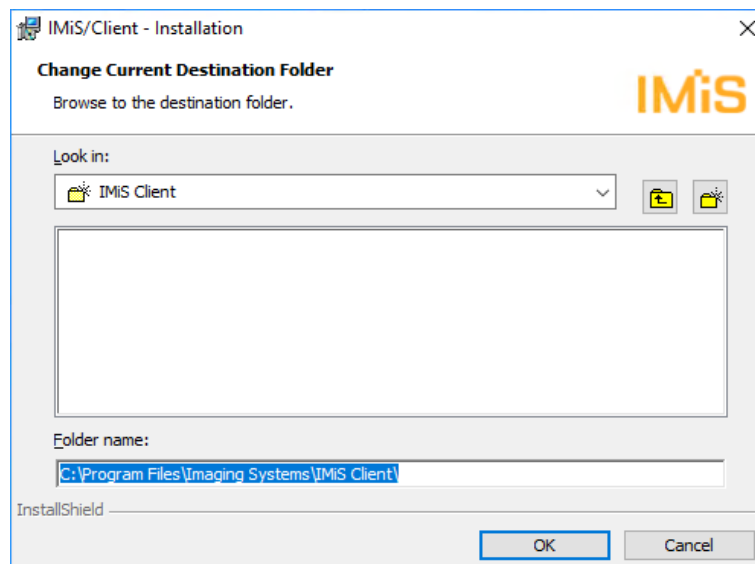 IMiS/Client - Installation
Change Current Destination Folder
Browse to the destination folder.
IMiS
Look in:
IMiS Client
Folder name:
C:\Program Files\Imaging Systems\IMiS Client\
InstallShield
OK
Cancel